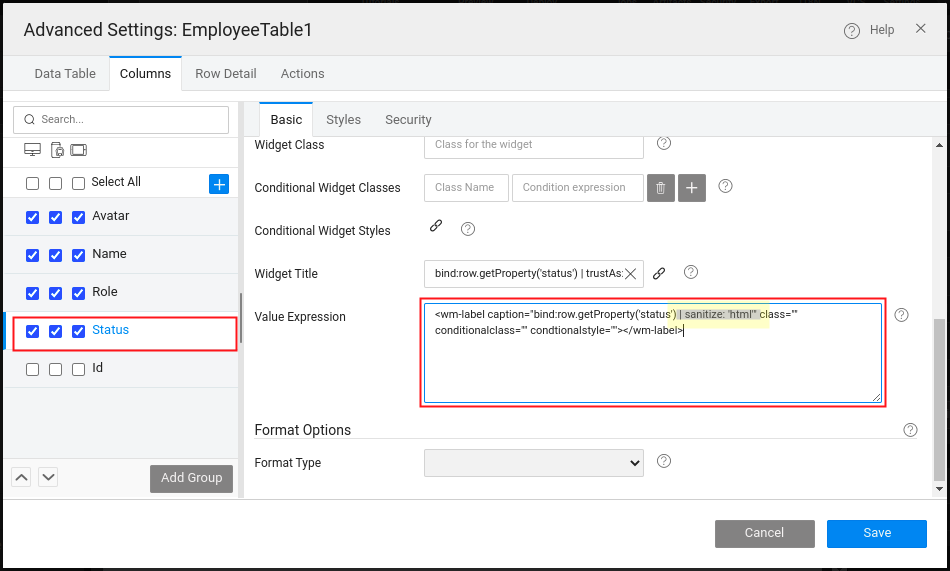 Advanced Settings: EmployeeTable1
Help
Data Table
Columns
Row Detail
Actions
Search...
Select All
Avatar
Name
Role
Status
Id
Add Group
Basic
Styles
Security
Widget Class
Class for the widget
Conditional Widget Classes
Class Name
Condition expression
Conditional Widget Styles
Widget Title
bind:row.getProperty('status') | trustAs:
Value Expression
<wm-label caption="bind:row.getProperty('status') | sanitize: 'html'" class=""
conditionalclass="" condtionalstyle=""></wm-label>
Format Options
Format Type
Cancel
Save